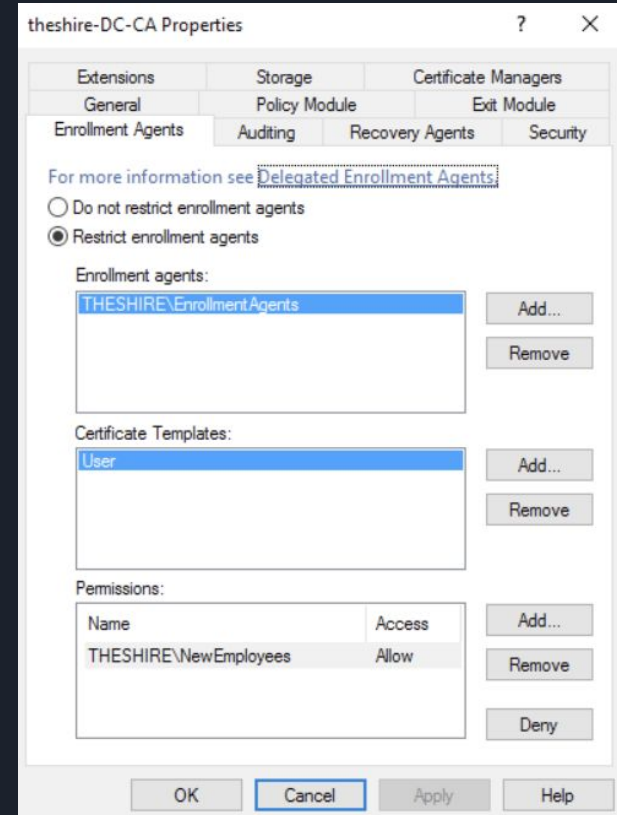 theshire-DC-CA Properties ? ×
Extensions Storage Certificate Managers
General Policy Module Exit Module
Enrollment Agents Auditing Recovery Agents Security
For more information see Delegated Enrollment Agents.
Do not restrict enrollment agents
Restrict enrollment agents
Enrollment agents:
THESHIRE\EnrollmentAgents
Add...
Remove
Certificate Templates:
User
Add...
Remove
Permissions:
Name Access
THESHIRE\NewEmployees Allow
Add...
Remove
Deny
OK Cancel Apply Help